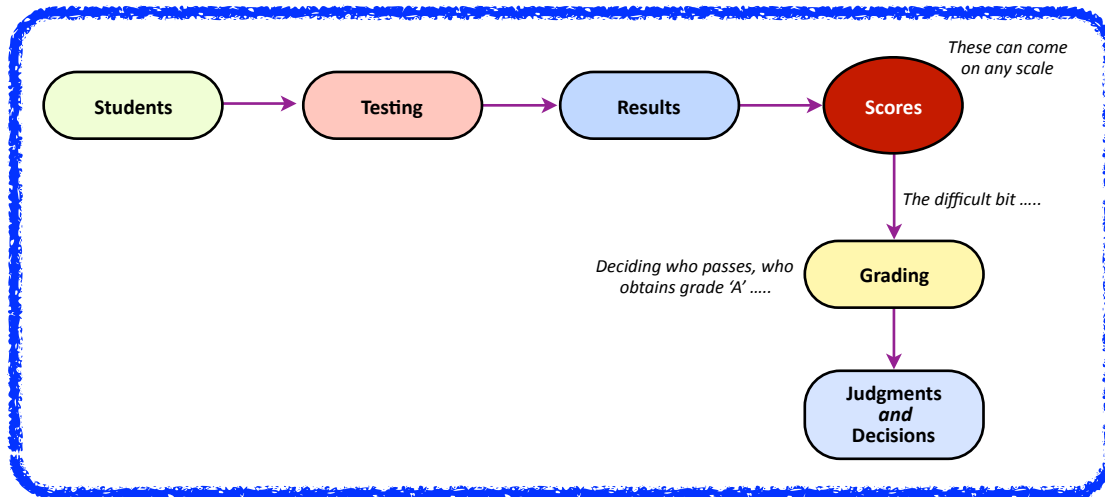 These can come
on any scale
Students
Testing
Results
Scores
The difficult bit …..
Deciding who passes, who
obtains grade ‘A’ …..
Grading
Judgments
and
Decisions